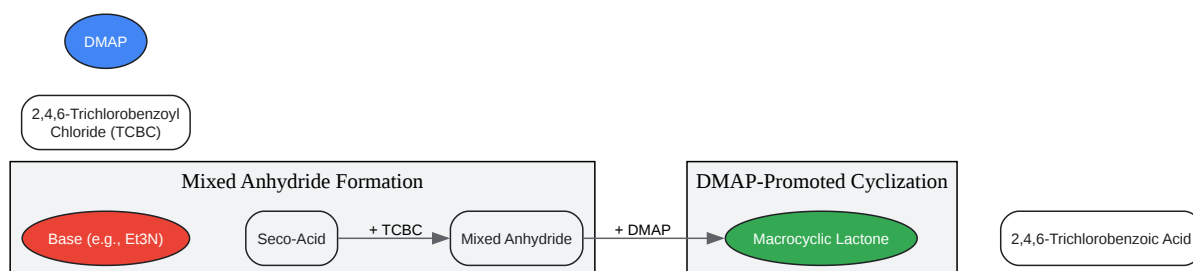 DMAP
2,4,6-Trichlorobenzoyl
Chloride (TCBC)
Mixed Anhydride Formation
DMAP-Promoted Cyclization
Base (e.g., Et3N)
Seco-Acid
+ TCBC
Mixed Anhydride
+ DMAP
Macrocyclic Lactone
2,4,6-Trichlorobenzoic Acid